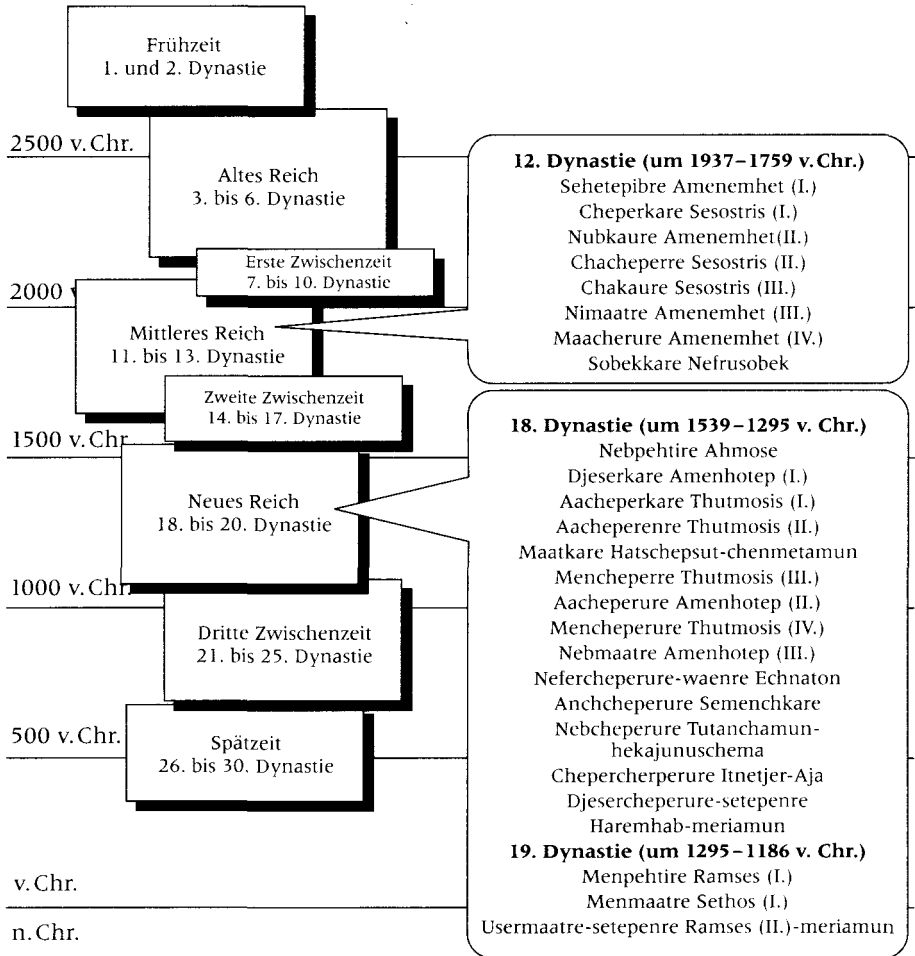 Frühzeit
1. und 2. Dynastie
2500 v. Chr.
Altes Reich
3. bis 6. Dynastie
Erste Zwischenzeit
7. bis 10. Dynastie
2000 v
Mittleres Reich
11. bis 13. Dynastie
Zweite Zwischenzeit
14. bis 17. Dynastie
1500 v. Chr.
Neues Reich
18. bis 20. Dynastie
1000 v. Chr.
Dritte Zwischenzeit
21. bis 25. Dynastie
500 v. Chr.
Spätzeit
26. bis 30. Dynastie
v. Chr.
n. Chr.
12. Dynastie (um 1937–1759 v. Chr.)
Sehetepibre Amenemhet (I.)
Cheperkare Sesostris (I.)
Nubkaure Amenemhet (II.)
Chacheperre Sesostris (II.)
Chakaure Sesostris (III.)
Nimaatre Amenemhet (III.)
Maacherure Amenemhet (IV.)
Sobekkare Nefrusobek
18. Dynastie (um 1539–1295 v. Chr.)
Nebpehtire Ahmose
Djeserkare Amenhotep (I.)
Aacheperkare Thutmosis (I.)
Aacheperenre Thutmosis (II.)
Maatkare Hatschepsut-chenmetamun
Mencheperre Thutmosis (III.)
Aacheperure Amenhotep (II.)
Mencheperure Thutmosis (IV.)
Nebmaatre Amenhotep (III.)
Nefercheperure-waenre Echnaton
Anchcheperure Semenchkare
Nebcheperure Tutanchamun-
hekajunuschema
Chepercherperure Itnetjer-Aja
Djesercheperure-setepenre
Haremhab-meriamun
19. Dynastie (um 1295–1186 v. Chr.)
Menpehtire Ramses (I.)
Menmaatre Sethos (I.)
Usermaatre-setepenre Ramses (II.)-meriamun